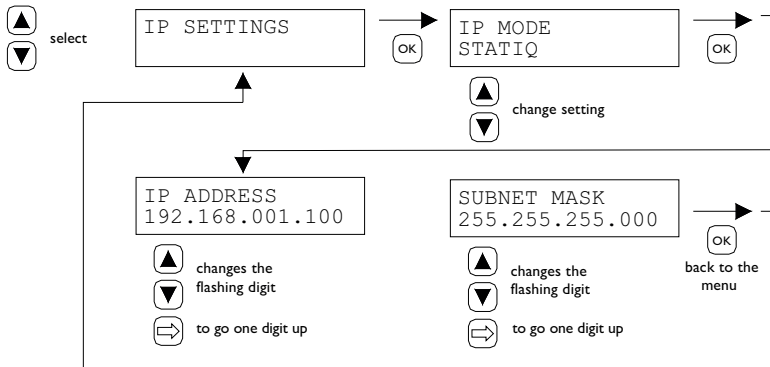 select
IP SETTINGS
OK
IP MODE
STATIQ
OK
change setting
IP ADDRESS
192.168.001.100
changes the
flashing digit
to go one digit up
SUBNET MASK
255.255.255.000
changes the
flashing digit
to go one digit up
OK
back to the
menu